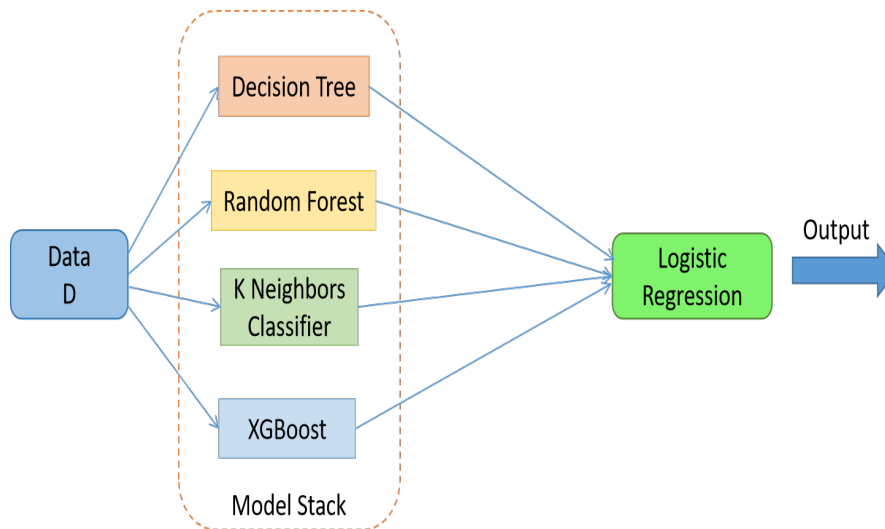 Data
D
Decision Tree
Random Forest
K Neighbors
Classifier
XGBoost
Model Stack
Logistic
Regression
Output